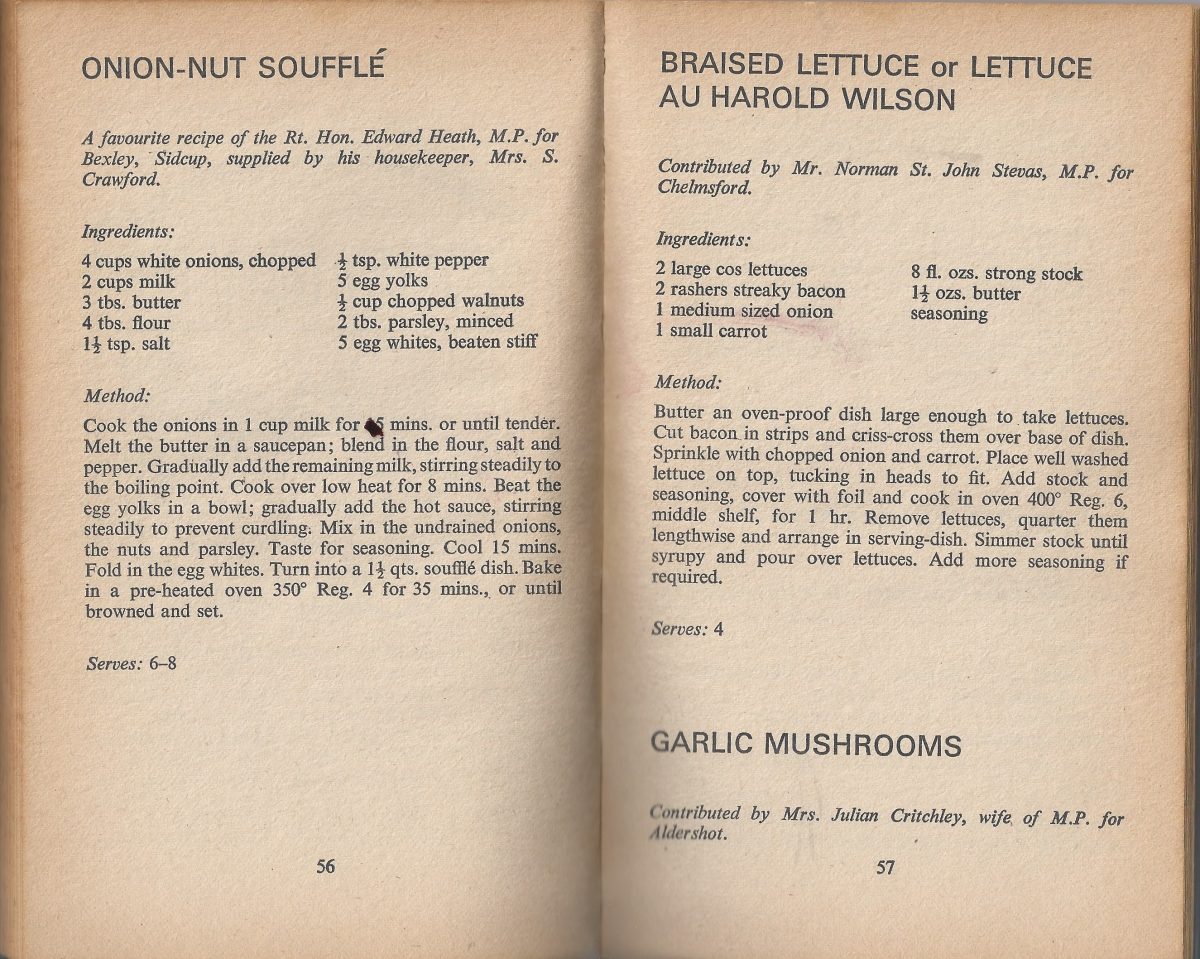 ONION-NUT SOUFFLÉ
A favourite recipe of the Rt. Hon. Edward Heath, M.P. for
Bexley, Sidcup, supplied by his housekeeper, Mrs. S.
Crawford.
Ingredients:
4 cups white onions, chopped
2 cups milk
3 tbs. butter
4 tbs. flour
1½ tsp. salt
½ tsp. white pepper
5 egg yolks
½ cup chopped walnuts
2 tbs. parsley, minced
5 egg whites, beaten stiff
Method:
Cook the onions in 1 cup milk for mins. or until tender.
Melt the butter in a saucepan; blend in the flour, salt and
pepper. Gradually add the remaining milk, stirring steadily to
the boiling point. Cook over low heat for 8 mins. Beat the
egg yolks in a bowl; gradually add the hot sauce, stirring
steadily to prevent curdling. Mix in the undrained onions,
the nuts and parsley. Taste for seasoning. Cool 15 mins.
Fold in the egg whites. Turn into a 1½ qts. soufflé dish. Bake
in a pre-heated oven 350° Reg. 4 for 35 mins., or until
browned and set.
Serves: 6–8
56
BRAISED LETTUCE or LETTUCE
AU HAROLD WILSON
Contributed by Mr. Norman St. John Stevas, M.P. for
Chelmsford.
Ingredients:
2 large cos lettuces
2 rashers streaky bacon
1 medium sized onion
1 small carrot
8 fl. ozs. strong stock
1½ ozs. butter
seasoning
Method:
Butter an oven-proof dish large enough to take lettuces.
Cut bacon in strips and criss-cross them over base of dish.
Sprinkle with chopped onion and carrot. Place well washed
lettuce on top, tucking in heads to fit. Add stock and
seasoning, cover with foil and cook in oven 400° Reg. 6,
middle shelf, for 1 hr. Remove lettuces, quarter them
lengthwise and arrange in serving-dish. Simmer stock until
syrupy and pour over lettuces. Add more seasoning if
required.
Serves: 4
GARLIC MUSHROOMS
Contributed by Mrs. Julian Critchley, wife of M.P. for
Aldershot.
57